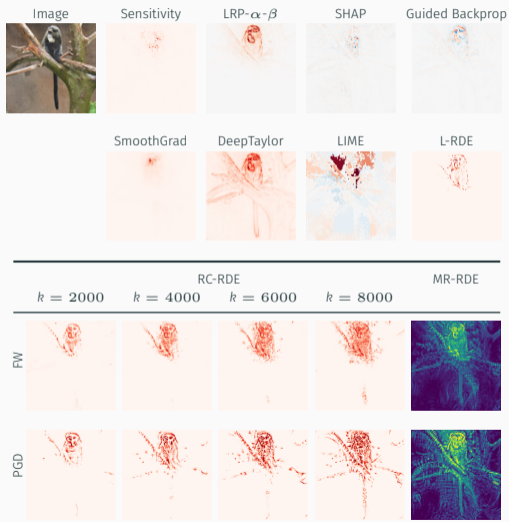 Image Sensitivity LRP-α-β SHAP Guided Backprop
SmoothGrad DeepTaylor LIME L-RDE
RC-RDE MR-RDE
k = 2000 k = 4000 k = 6000 k = 8000
FW
PGD